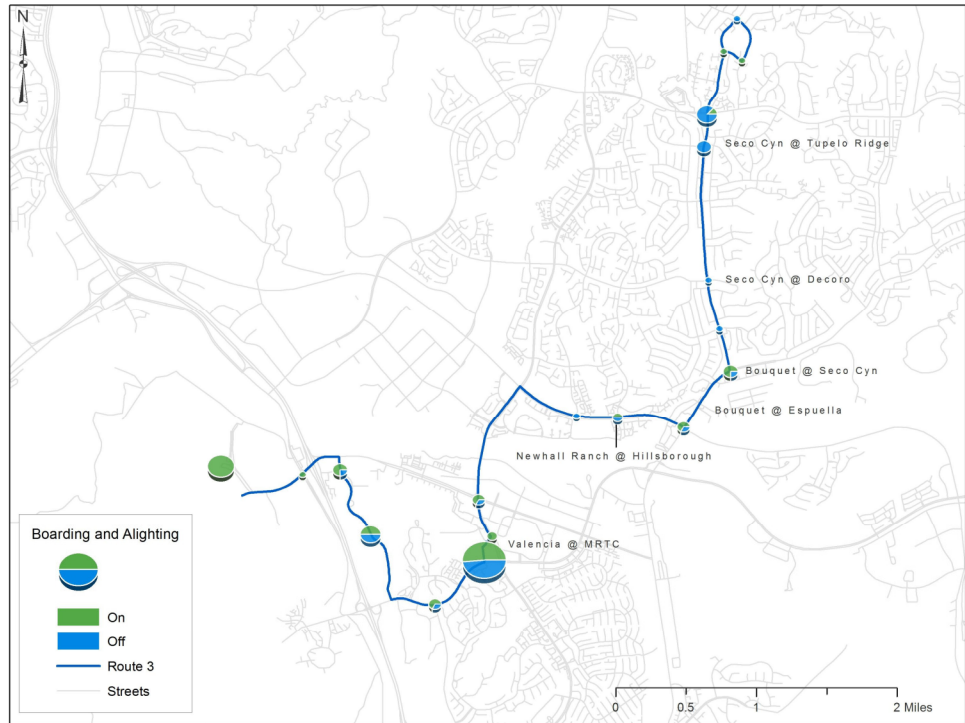 N
Seco Cyn @ Tupelo Ridge
Seco Cyn @ Decoro
Bouquet @ Seco Cyn
Bouquet @ Espuella
Newhall Ranch @ Hillsborough
Valencia @ MRTC
Boarding and Alighting
On
Off
Route 3
Streets
0 0.5 1 2 Miles